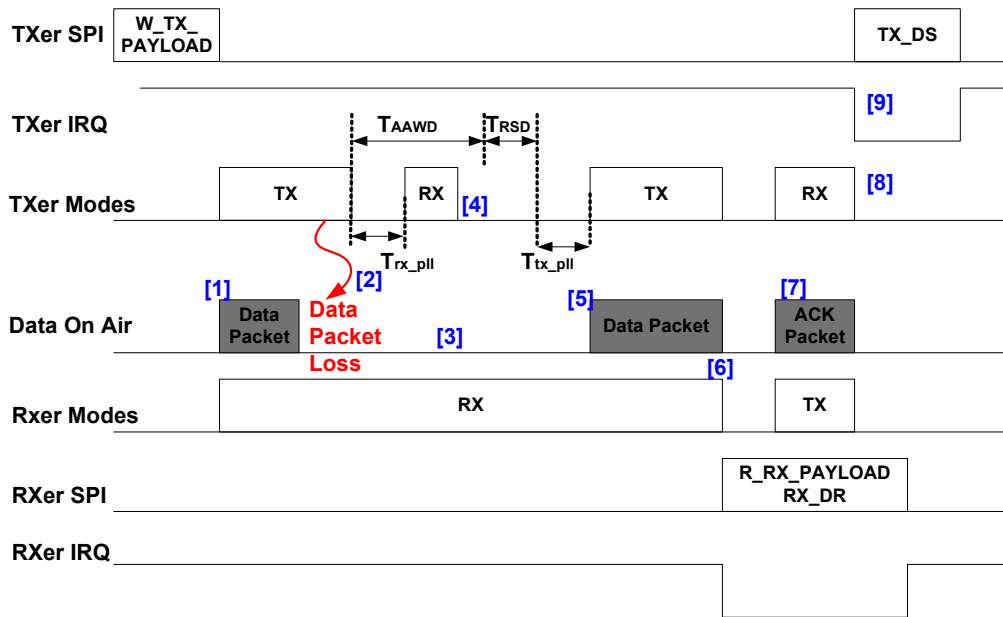 TXer SPI
W_TX_
PAYLOAD
TX_DS
TXer IRQ
[9]
TAAWD
TRSD
TXer Modes
TX
RX
[4]
TX
RX
[8]
Trx_pll
Ttx_pll
[1]
[2]
[5]
[7]
Data On Air
Data
Packet
Data
Packet
Loss
[3]
Data Packet
ACK
Packet
[6]
Rxer Modes
RX
TX
RXer SPI
R_RX_PAYLOAD
RX_DR
RXer IRQ